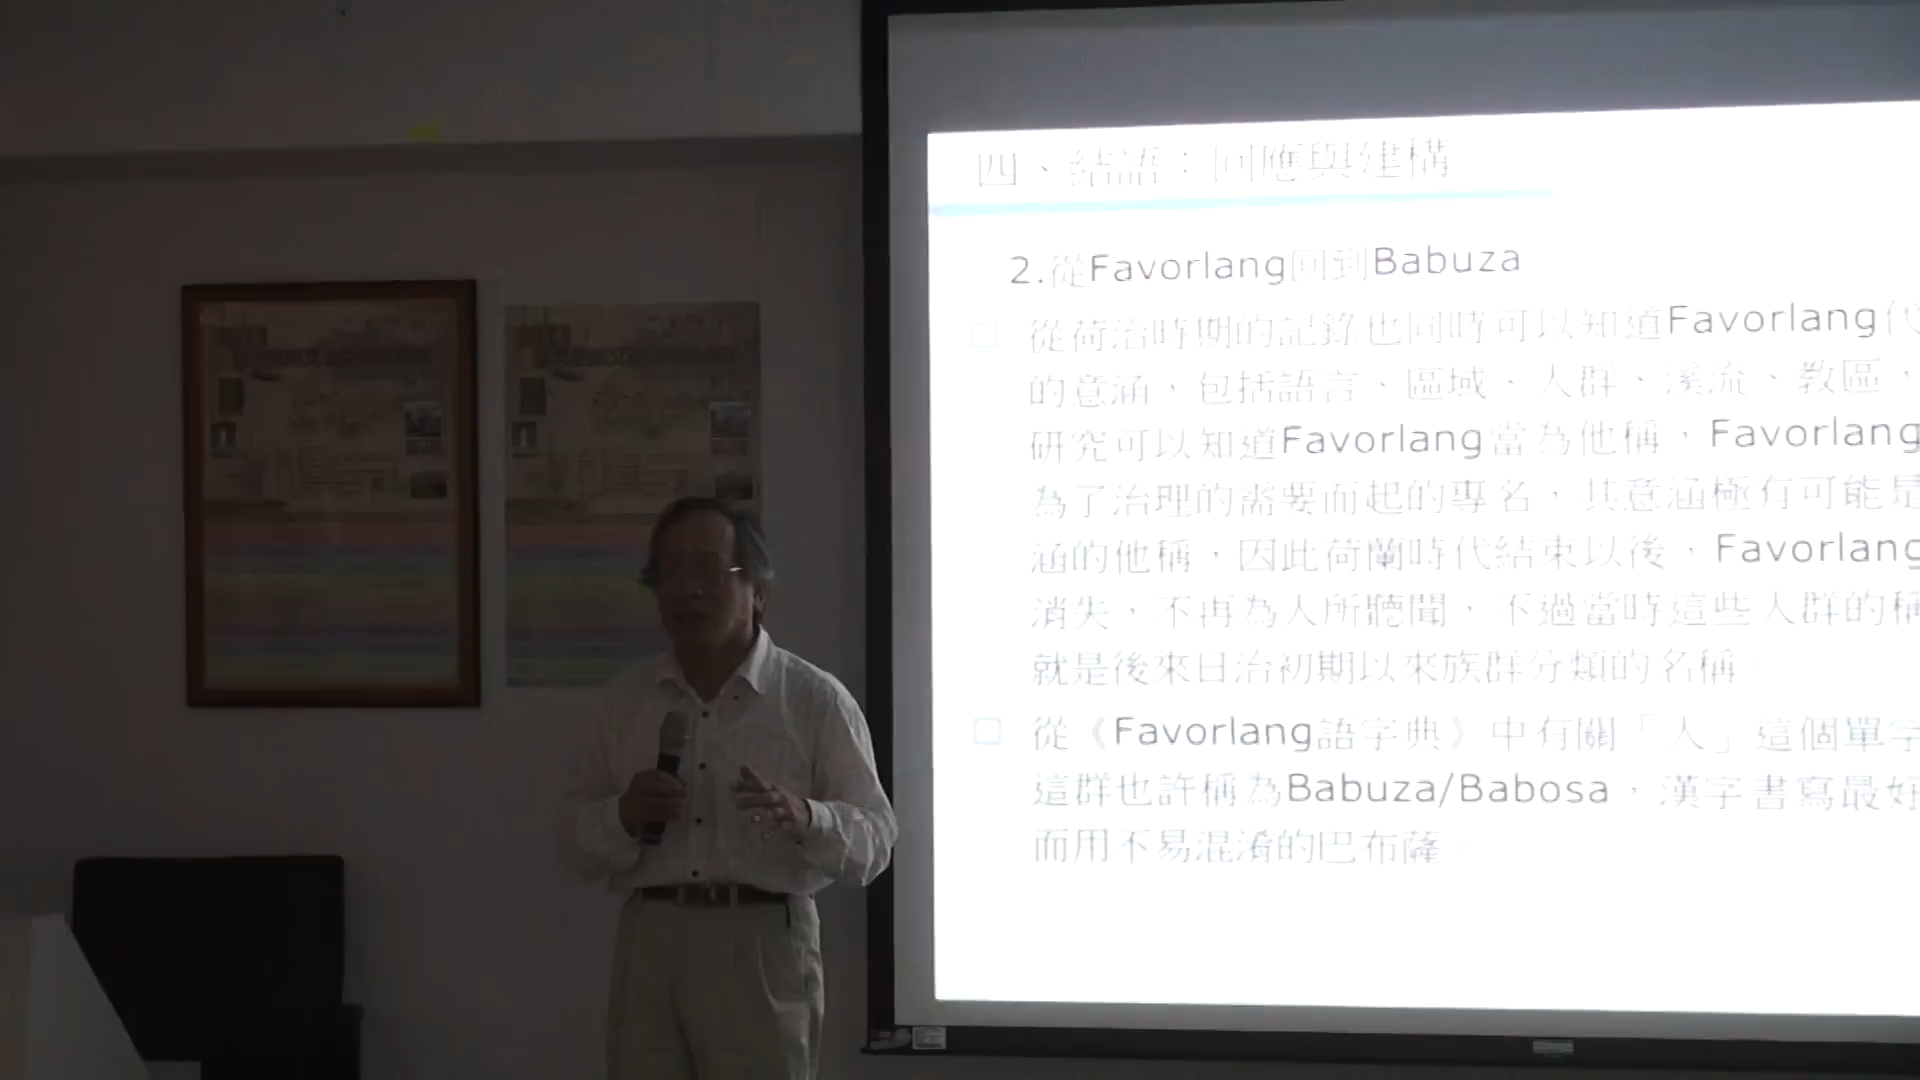 四、結語：回應與建構
2.從Favorlang回到Babuza
從荷治時期的記錄也同時可以知道Favorlang代
的意涵，包括語言、區域、人群、溪流、教區，
研究可以知道Favorlang當為他稱，Favorlang
為了治理的需要而起的專名，其意涵極有可能是
涵的他稱，因此荷蘭時代結束以後，Favorlang
消失，不再為人所聽聞，不過當時這些人群的稱
就是後來日治初期以來族群分類的名稱
從《Favorlang語字典》中有關「人」這個單字
這群也許稱為Babuza/Babosa，漢字書寫最好
而用不易混淆的巴布薩